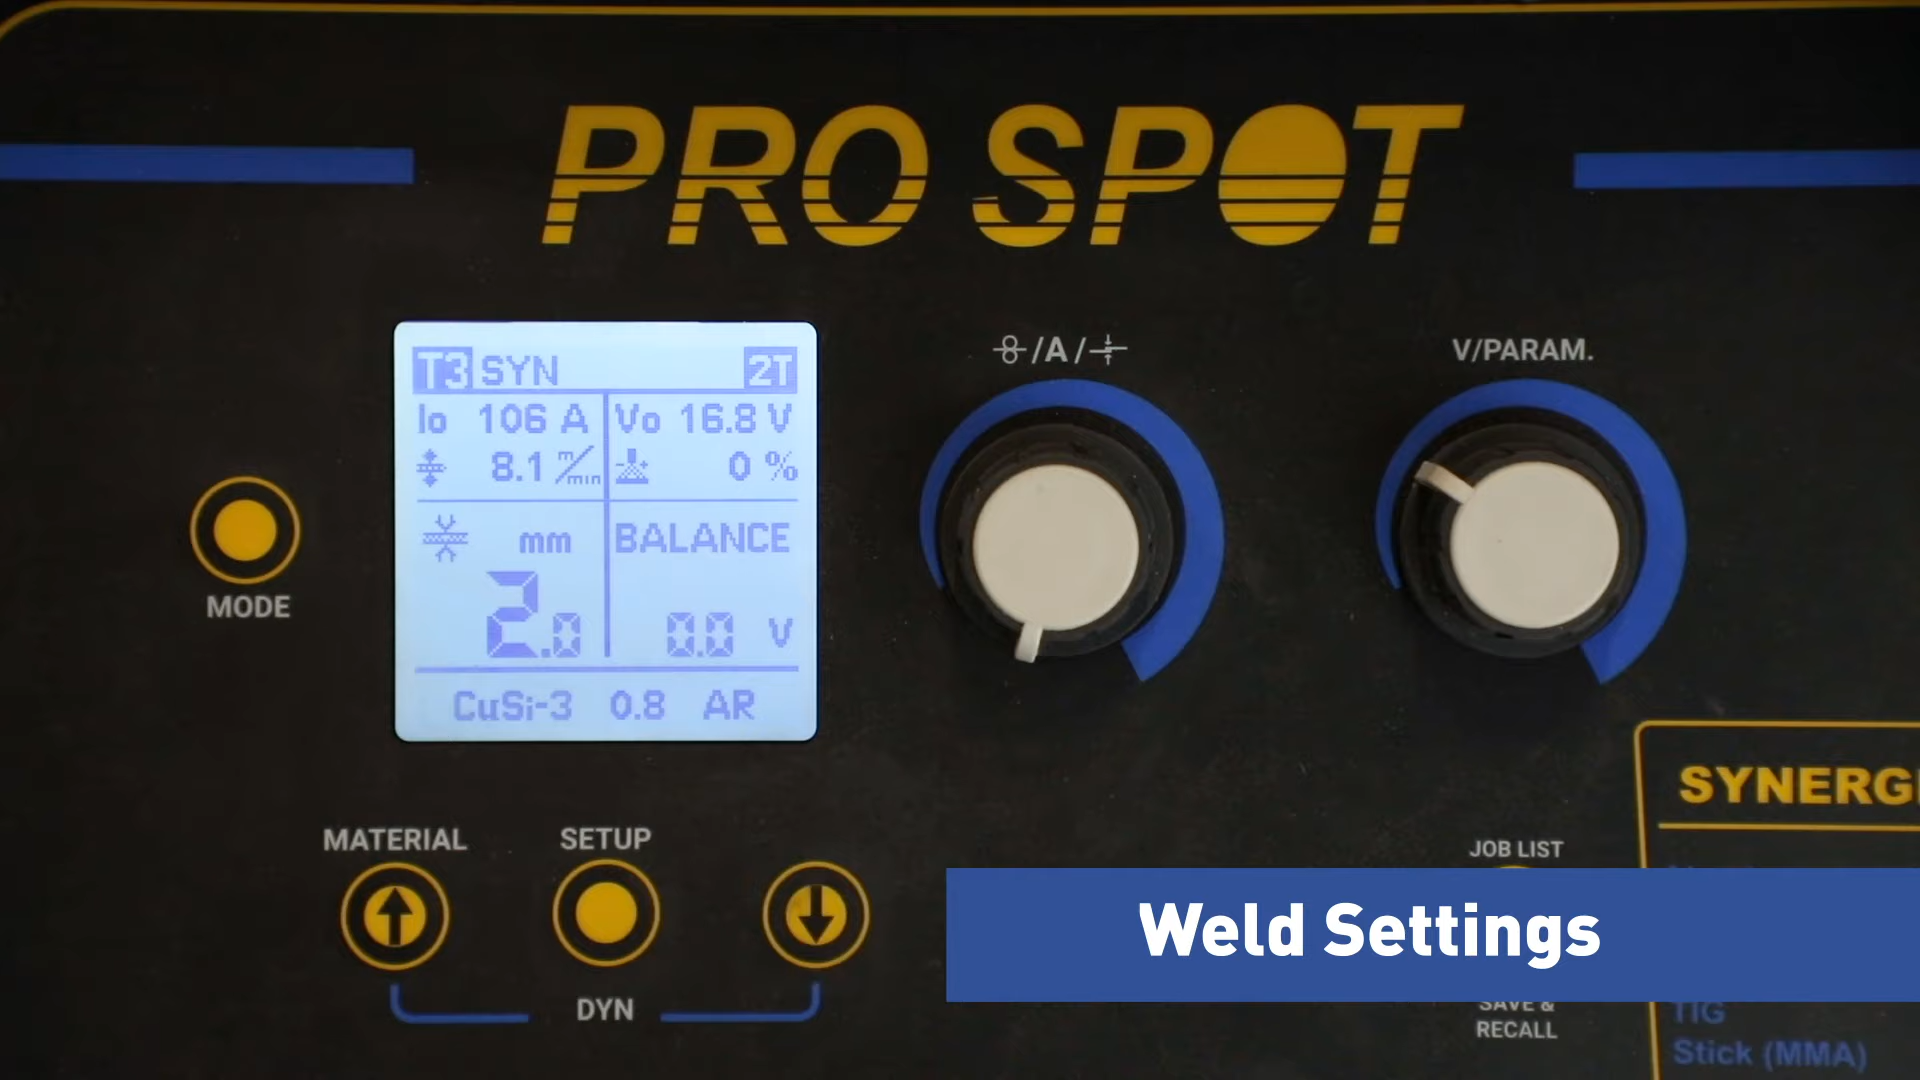 PRO SPOT
T3 SYN 2T
Io 106 A Vo 16.8 V
8.1 m/min 0 %
mm BALANCE
2.0 0.0 V
CuSi-3 0.8 AR
/A/
V/PARAM.
MODE
MATERIAL
SETUP
DYN
JOB LIST
Weld Settings
SAVE &
RECALL
SYNERGI
TIG
Stick (MMA)